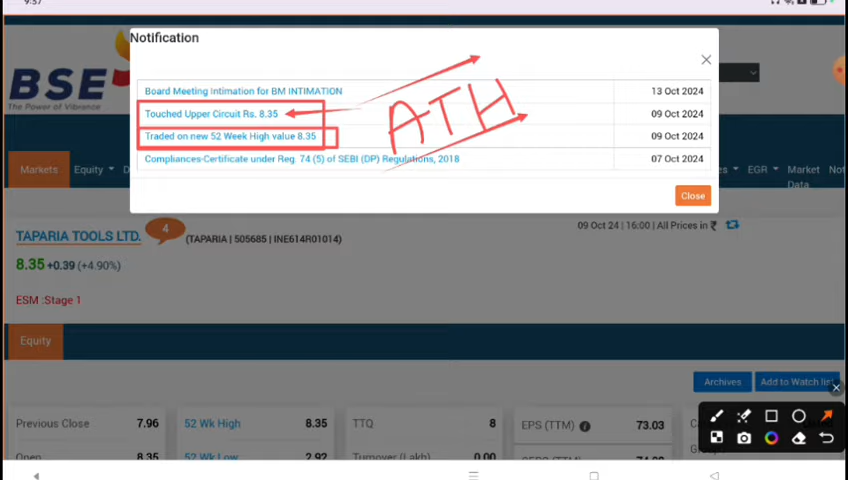 9:57
Notification
BSE
The Power of Vibrance
Board Meeting Intimation for BM INTIMATION 13 Oct 2024
Touched Upper Circuit Rs. 8.35 09 Oct 2024
Traded on new 52 Week High value 8.35 09 Oct 2024
Compliances-Certificate under Reg. 74 (5) of SEBI (DP) Regulations, 2018 07 Oct 2024
ATH
Close
Markets Equity EGR Market Data
TAPARIA TOOLS LTD. 4 (TAPARIA | 505685 | INE614R01014) 09 Oct 24 | 16:00 | All Prices in ₹
8.35 +0.39 (+4.90%)
ESM :Stage 1
Equity
Archives Add to Watch list
Previous Close 7.96 52 Wk High 8.35 TTQ 8 EPS (TTM) 73.03
Open 8.35 52 Wk Low 2.92 Turnover (Lakh) 0.00